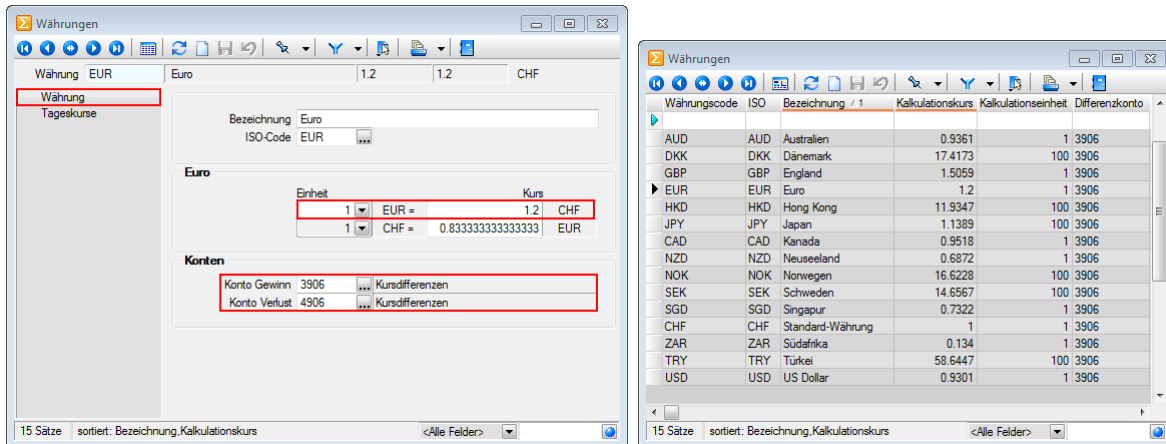 Währungen
Währung EUR Euro 1.2 1.2 CHF
Währung
Tageskurse
Bezeichnung Euro
ISO-Code EUR ...
Euro
Einheit Kurs
1 EUR = 1.2 CHF
1 CHF = 0.833333333333333 EUR
Konten
Konto Gewinn 3906 ... Kursdifferenzen
Konto Verlust 4906 ... Kursdifferenzen
15 Sätze sortiert: Bezeichnung,Kalkulationskurs <Alle Felder>
Währungen
Währungscode ISO Bezeichnung / 1 Kalkulationskurs Kalkulationseinheit Differenzkonto
AUD AUD Australien 0.9361 1 3906
DKK DKK Dänemark 17.4173 100 3906
GBP GBP England 1.5059 1 3906
EUR EUR Euro 1.2 1 3906
HKD HKD Hong Kong 11.9347 100 3906
JPY JPY Japan 1.1389 100 3906
CAD CAD Kanada 0.9518 1 3906
NZD NZD Neuseeland 0.6872 1 3906
NOK NOK Norwegen 16.6228 100 3906
SEK SEK Schweden 14.6567 100 3906
SGD SGD Singapur 0.7322 1 3906
CHF CHF Standard-Währung 1 1 3906
ZAR ZAR Südafrika 0.134 1 3906
TRY TRY Türkei 58.6447 100 3906
USD USD US Dollar 0.9301 1 3906
15 Sätze sortiert: Bezeichnung,Kalkulationskurs <Alle Felder>